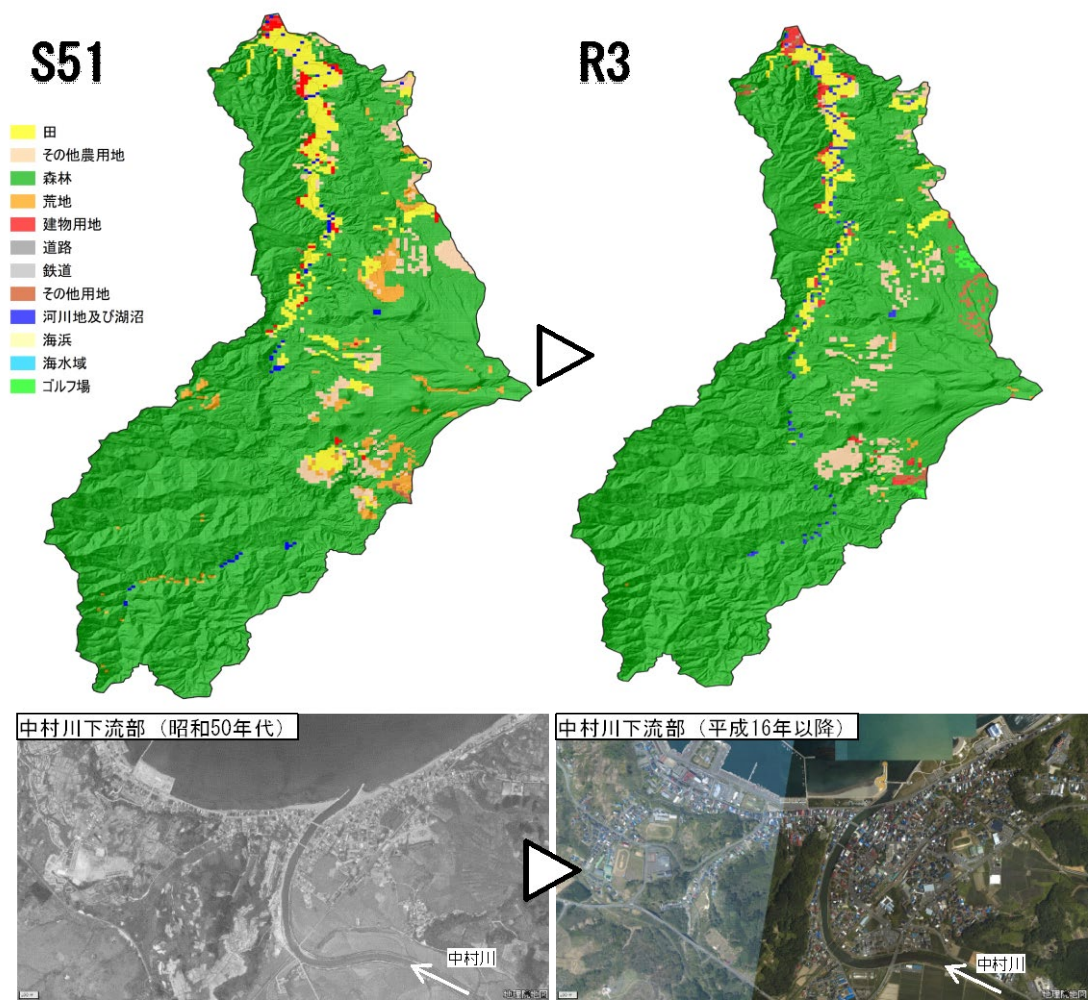 S51
R3
田
その他農用地
森林
荒地
建物用地
道路
鉄道
その他用地
河川地及び湖沼
海浜
海水域
ゴルフ場
中村川下流部（昭和50年代）
中村川下流部（平成16年以降）
中村川
中村川